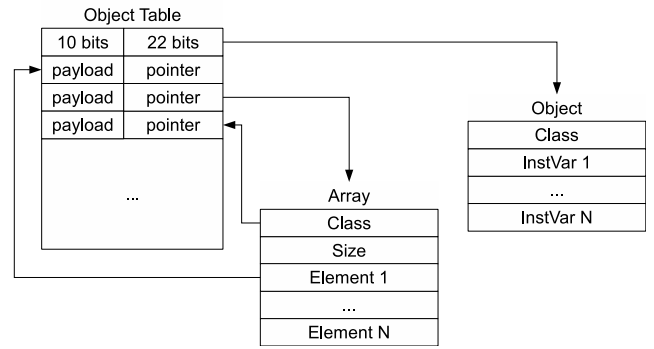 Object Table
10 bits 22 bits
payload pointer
payload pointer
payload pointer
...
Object
Class
InstVar 1
...
InstVar N
Array
Class
Size
Element 1
...
Element N